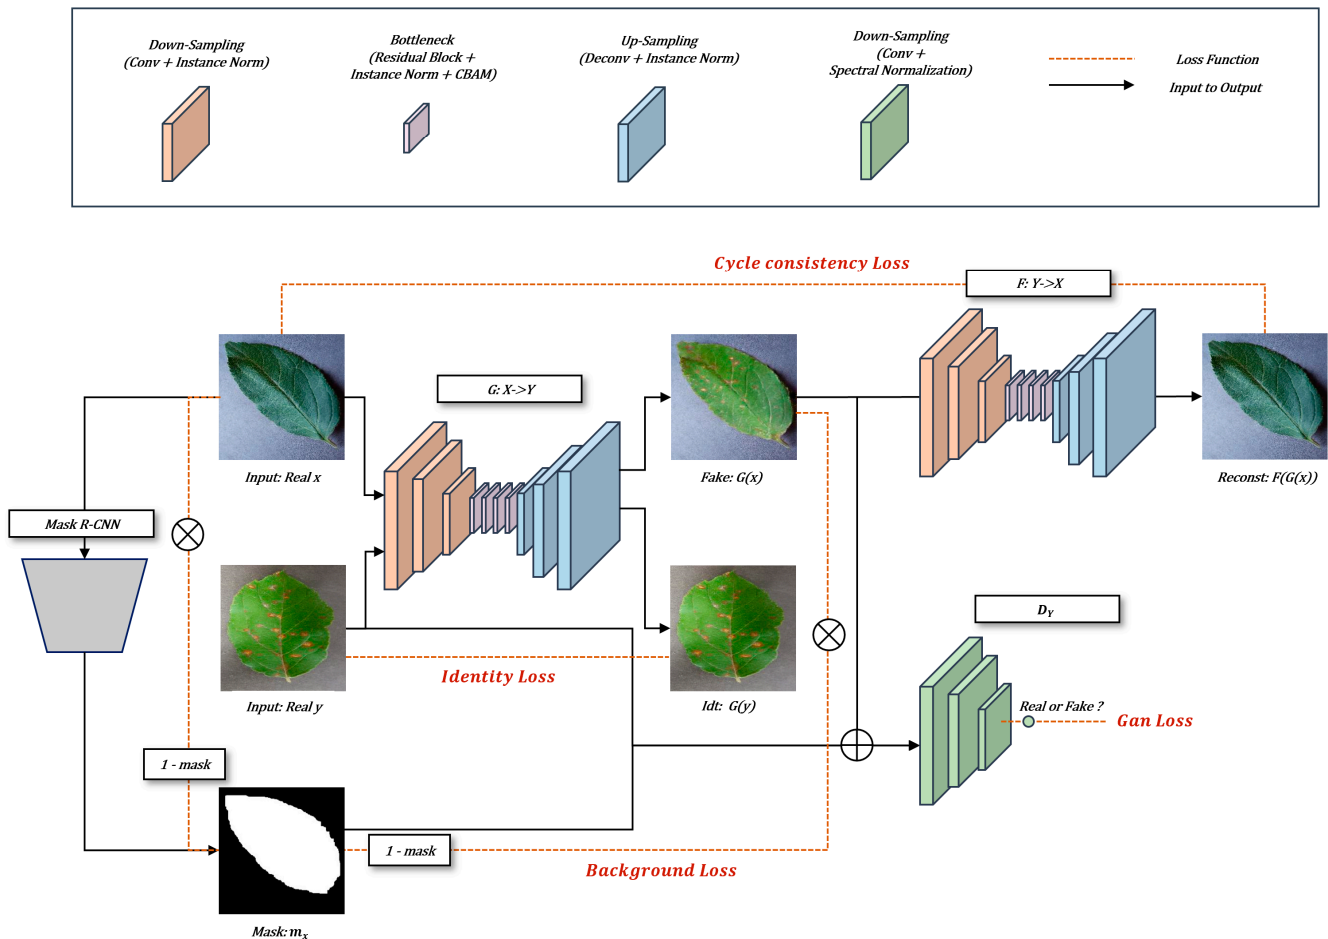 Down-Sampling
(Conv + Instance Norm)
Bottleneck
(Residual Block +
Instance Norm + CBAM)
Up-Sampling
(Deconv + Instance Norm)
Down-Sampling
(Conv +
Spectral Normalization)
Loss Function
Input to Output
Cycle consistency Loss
F: Y->X
G: X->Y
Input: Real x
Fake: G(x)
Reconst: F(G(x))
Mask R-CNN
Identity Loss
Input: Real y
Idt: G(y)
D_Y
Real or Fake ?
Gan Loss
1 - mask
1 - mask
Background Loss
Mask: m_x